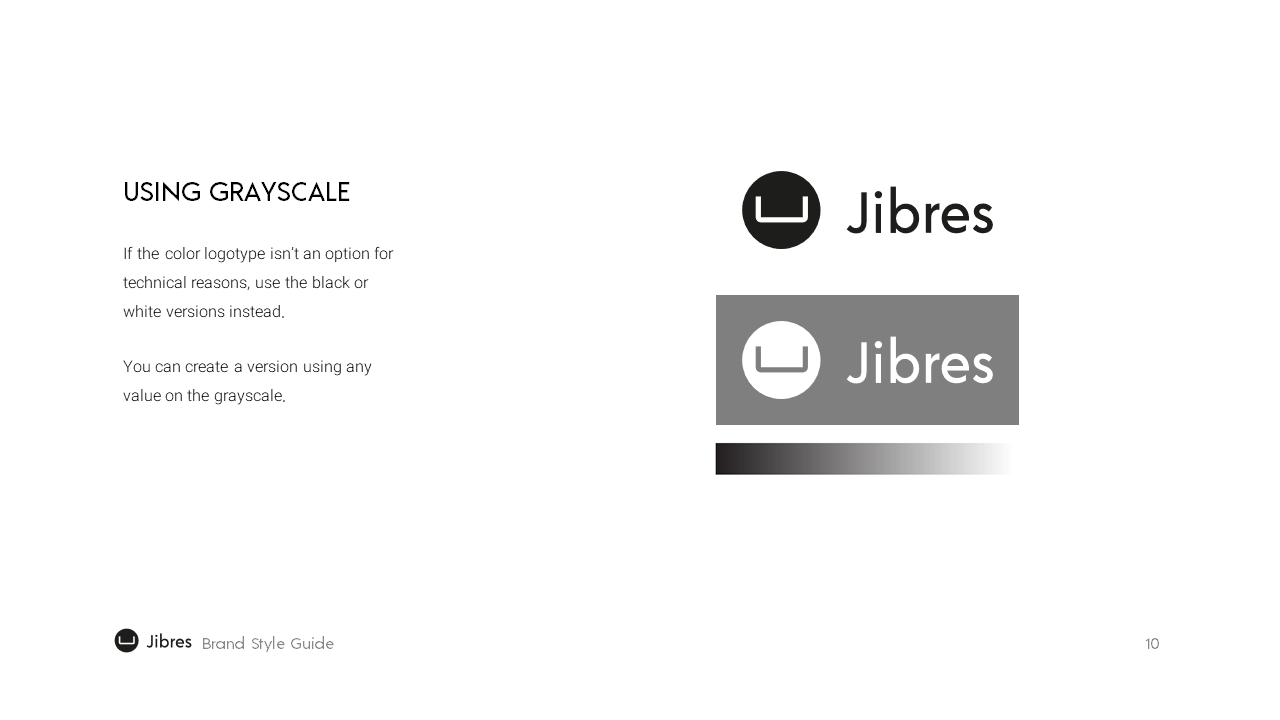 USING GRAYSCALE
If the color logotype isn't an option for
technical reasons, use the black or
white versions instead.
You can create a version using any
value on the grayscale.
Jibres
Jibres
Jibres Brand Style Guide
10